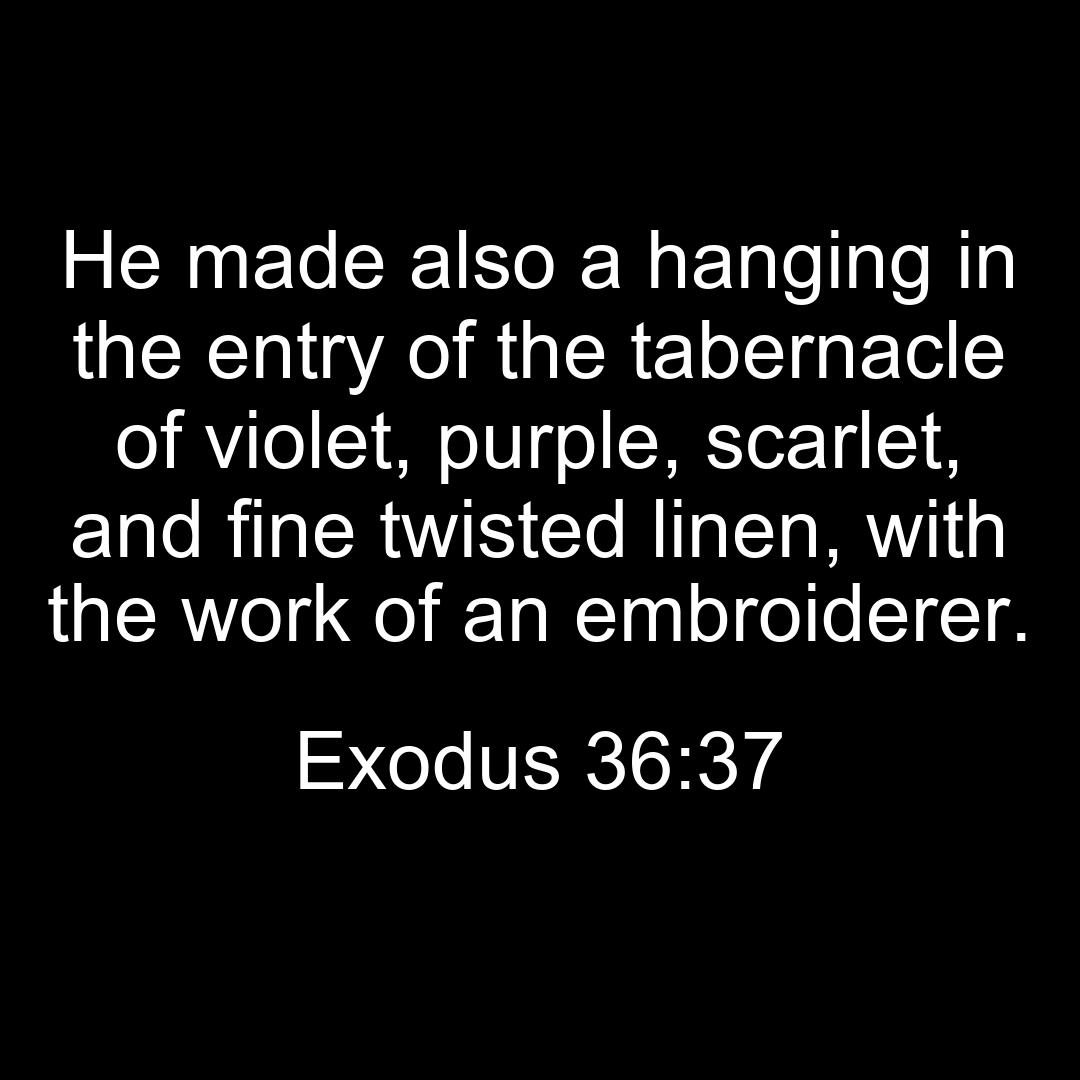 He made also a hanging in
the entry of the tabernacle
of violet, purple, scarlet,
and fine twisted linen, with
the work of an embroiderer.
Exodus 36:37